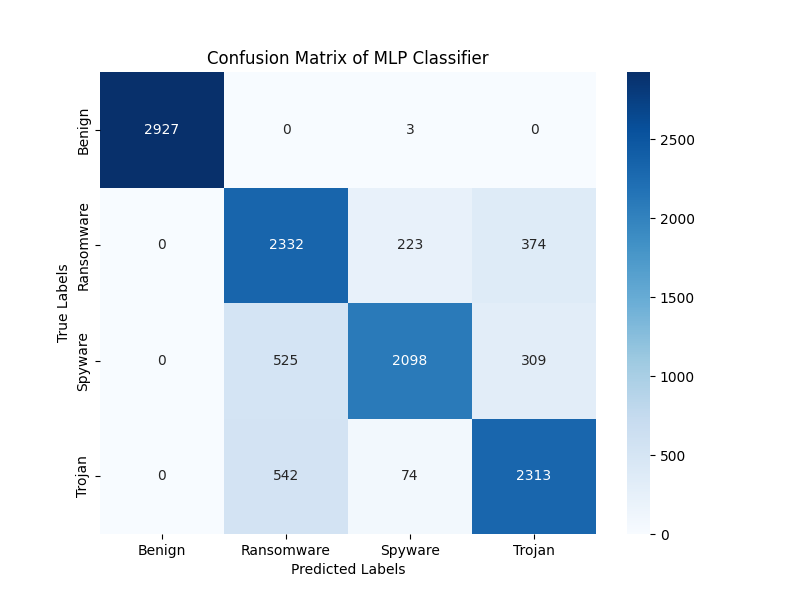 Confusion Matrix of MLP Classifier
True Labels
Benign
2927 0 3 0
Ransomware
0 2332 223 374
Spyware
0 525 2098 309
Trojan
0 542 74 2313
Benign Ransomware Spyware Trojan
Predicted Labels
2500
2000
1500
1000
500
0